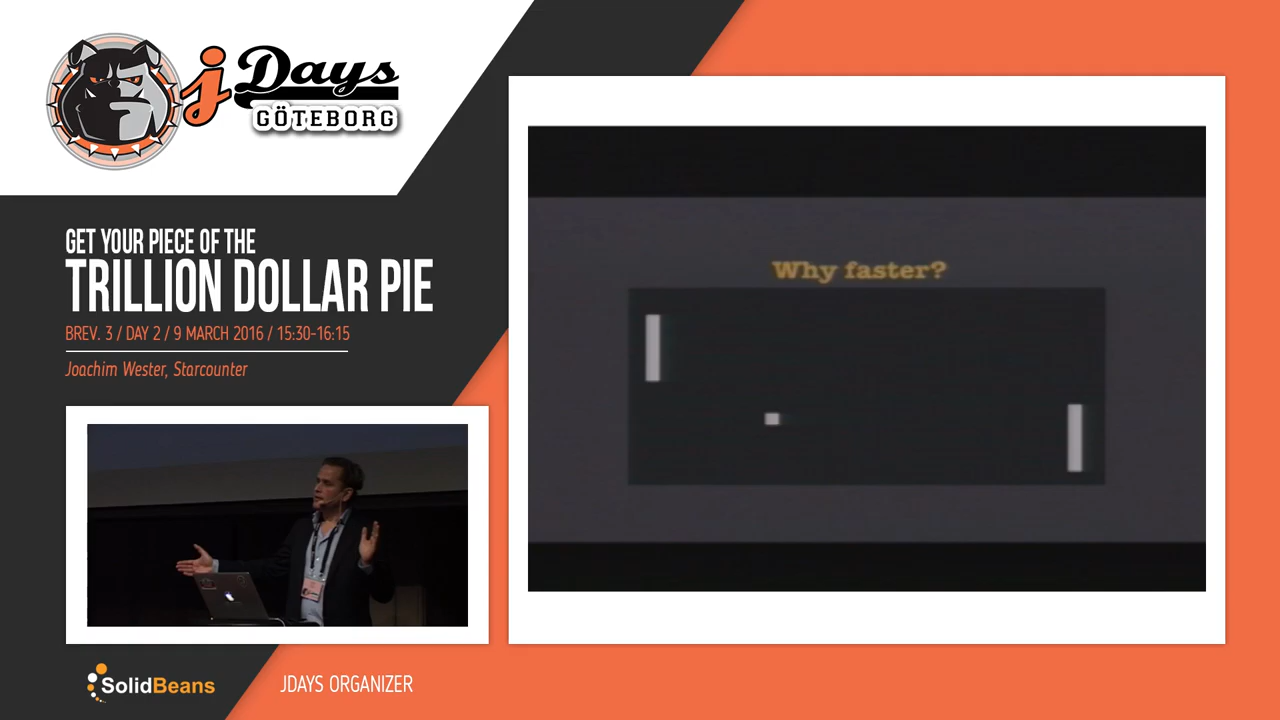 jDays
GÖTEBORG
GET YOUR PIECE OF THE
TRILLION DOLLAR PIE
BREV. 3 / DAY 2 / 9 MARCH 2016 / 15:30-16:15
Joachim Wester, Starcounter
Why faster?
SolidBeans
JDAYS ORGANIZER